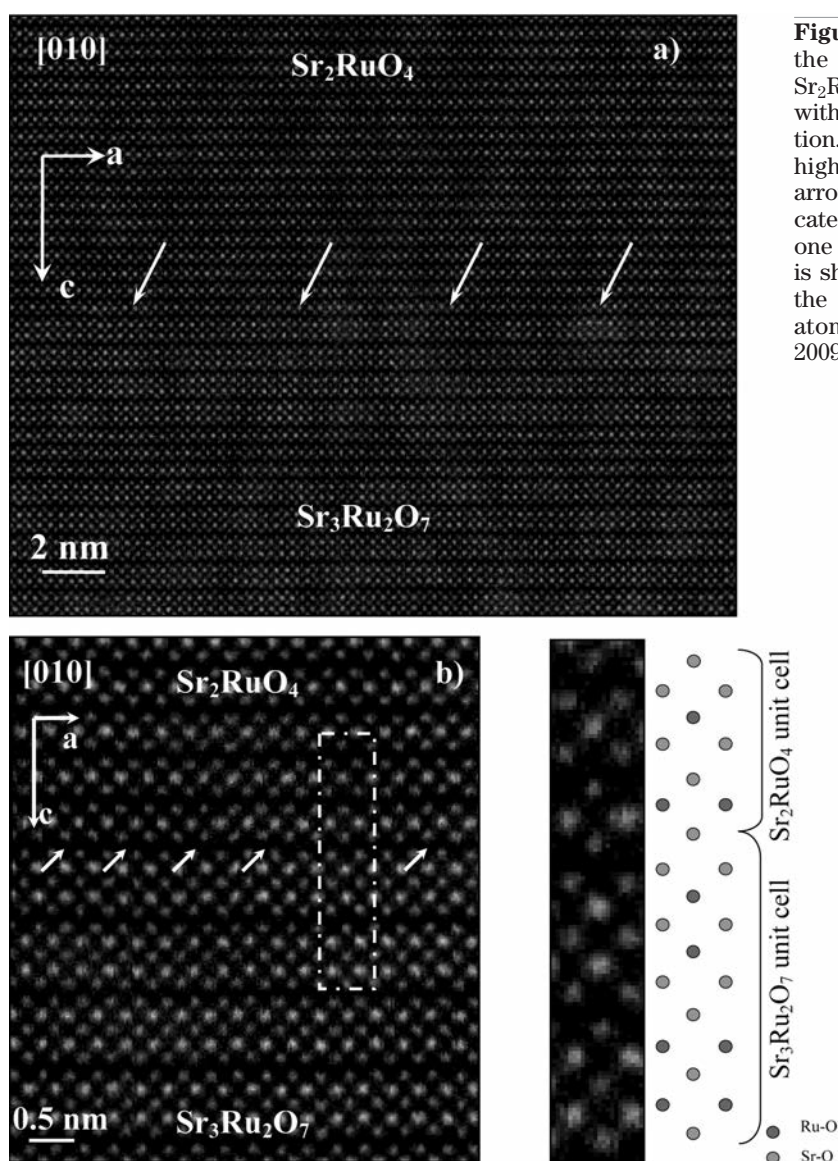 [010]
Sr₂RuO₄
a)
a
c
Sr₃Ru₂O₇
2 nm
[010]
Sr₂RuO₄
b)
a
c
Sr₃Ru₂O₇
0.5 nm
Sr₂RuO₄ unit cell
Sr₃Ru₂O₇ unit cell
Ru-O
Sr-O
Figu
the
Sr₂R
with
tion.
high
arro
cate
one
is sh
the
atom
2009